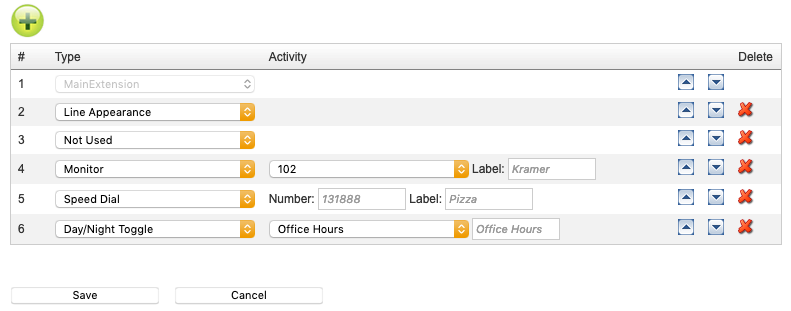 # Type Activity Delete
1 MainExtension
2 Line Appearance
3 Not Used
4 Monitor 102 Label: Kramer
5 Speed Dial Number: 131888 Label: Pizza
6 Day/Night Toggle Office Hours Office Hours
Save Cancel